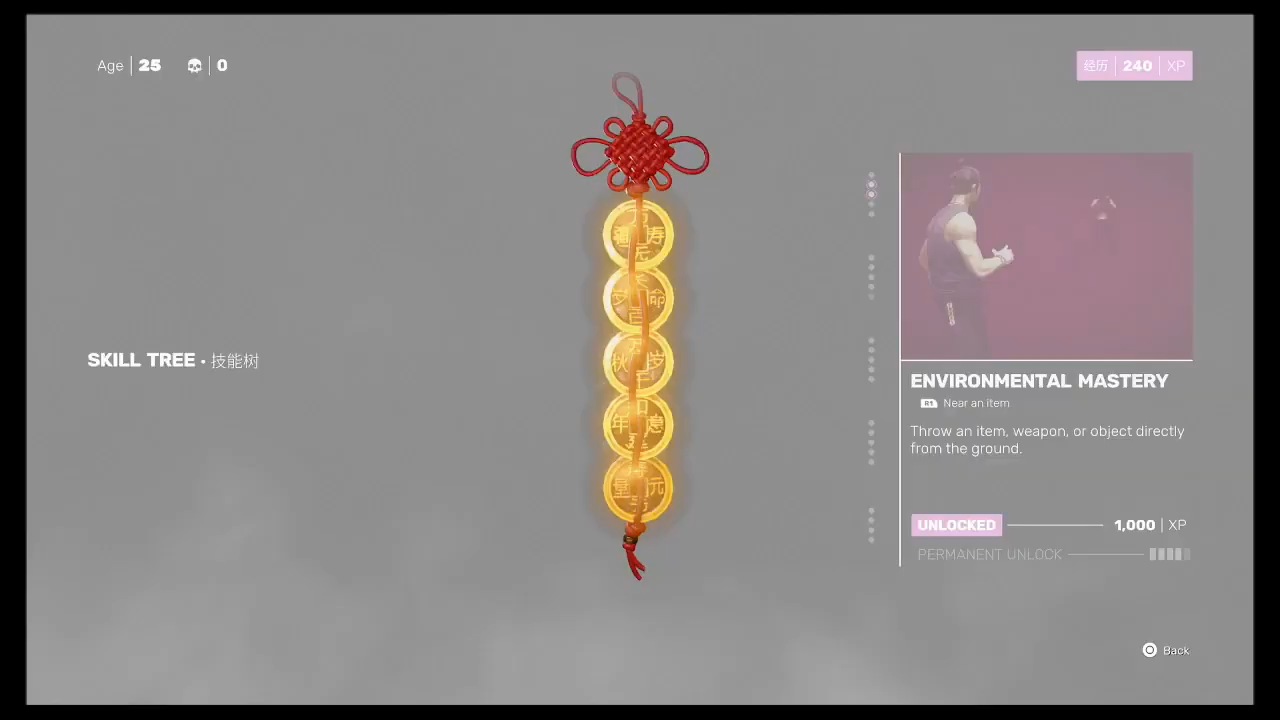 Age 25 0
经历 240 XP
SKILL TREE · 技能树
ENVIRONMENTAL MASTERY
R1 Near an item
Throw an item, weapon, or object directly
from the ground.
UNLOCKED 1,000 XP
PERMANENT UNLOCK
Back